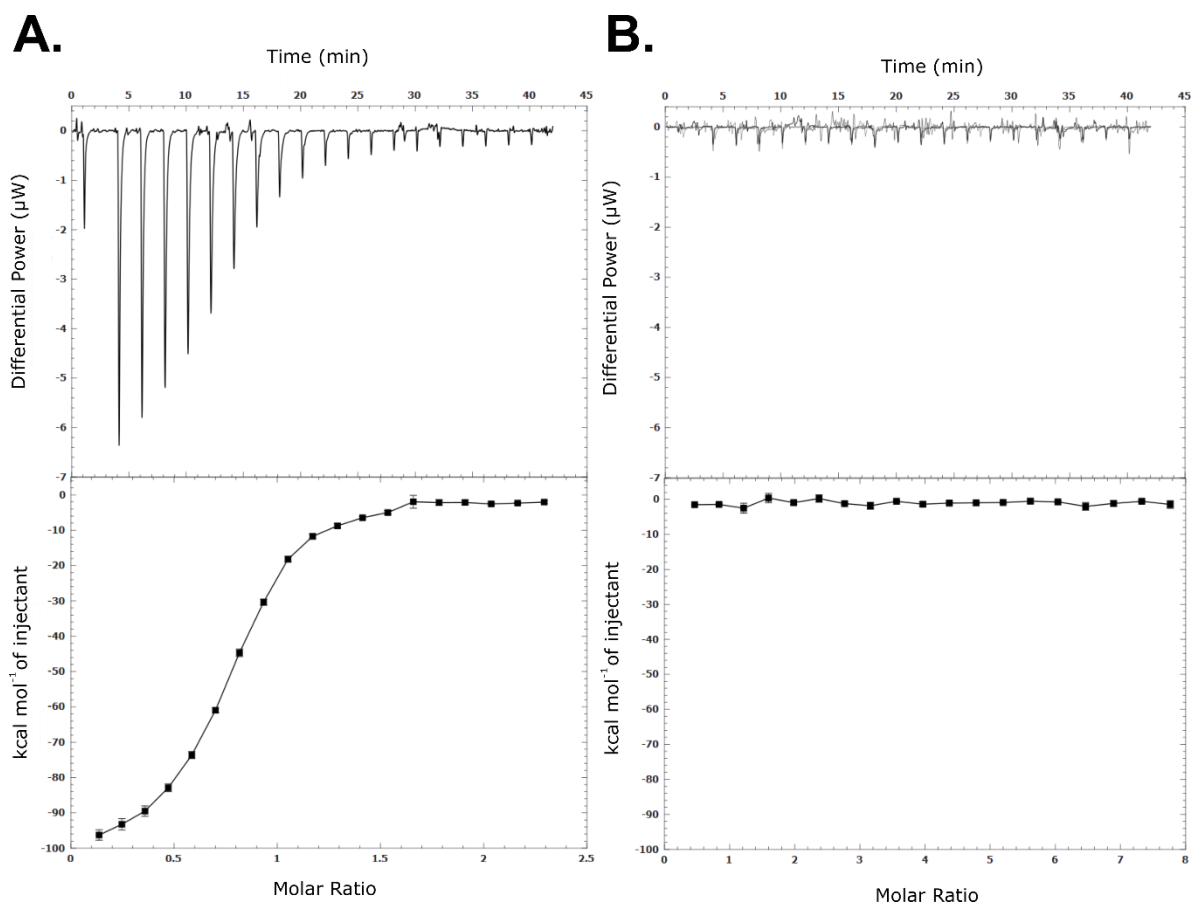 A.
Time (min)
0 5 10 15 20 25 30 35 40 45
Differential Power (µW)
0
-1
-2
-3
-4
-5
-6
-7
kcal mol⁻¹ of injectant
0
-10
-20
-30
-40
-50
-60
-70
-80
-90
-100
0 0.5 1 1.5 2 2.5
Molar Ratio
B.
Time (min)
0 5 10 15 20 25 30 35 40 45
Differential Power (µW)
0
-1
-2
-3
-4
-5
-6
-7
kcal mol⁻¹ of injectant
0
-10
-20
-30
-40
-50
-60
-70
-80
-90
-100
0 1 2 3 4 5 6 7 8
Molar Ratio